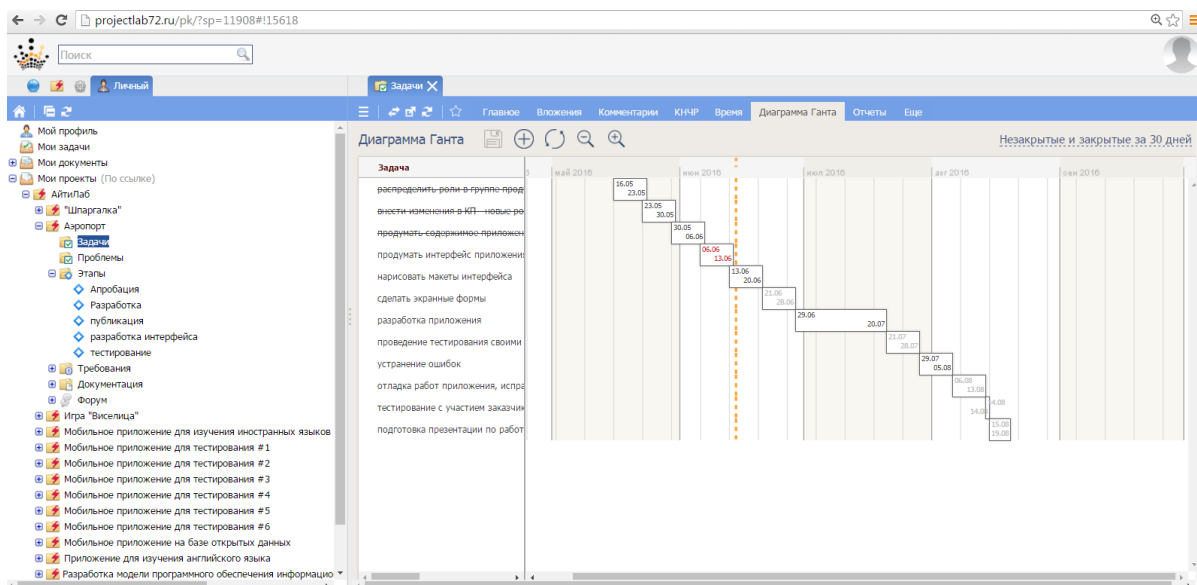 projectlab72.ru/pk/?sp=11908#!15618
Поиск
Личный
Задачи
Главное Вложения Комментарии КНЧР Время Диаграмма Ганта Отчеты Еще
Мой профиль
Мои задачи
Мои документы
Мои проекты (По ссылке)
АйтиЛаб
"Шпаргалка"
Аэропорт
Задачи
Проблемы
Этапы
Апробация
Разработка
публикация
разработка интерфейса
тестирование
Требования
Документация
Форум
Игра "Виселица"
Мобильное приложение для изучения иностранных языков
Мобильное приложение для тестирования #1
Мобильное приложение для тестирования #2
Мобильное приложение для тестирования #3
Мобильное приложение для тестирования #4
Мобильное приложение для тестирования #5
Мобильное приложение для тестирования #6
Мобильное приложение на базе открытых данных
Приложение для изучения английского языка
Разработка модели программного обеспечения информацио
Диаграмма Ганта
Незакрытые и закрытые за 30 дней
Задача
май 2016 июн 2016 июл 2016 авг 2016 сен 2016
распределить роли в группе прод
16.05
23.05
внести изменения в КП - новые ро
23.05
30.05
продумать содержимое приложен
30.05
06.06
продумать интерфейс приложени
06.06
13.06
нарисовать макеты интерфейса
13.06
20.06
сделать экранные формы
21.06
28.06
разработка приложения
29.06
20.07
проведение тестирования своими
21.07
28.07
устранение ошибок
29.07
05.08
отладка работ приложения, испра
06.08
13.08
тестирование с участием заказчик
4.08
14.0
подготовка презентации по работ
15.08
19.08